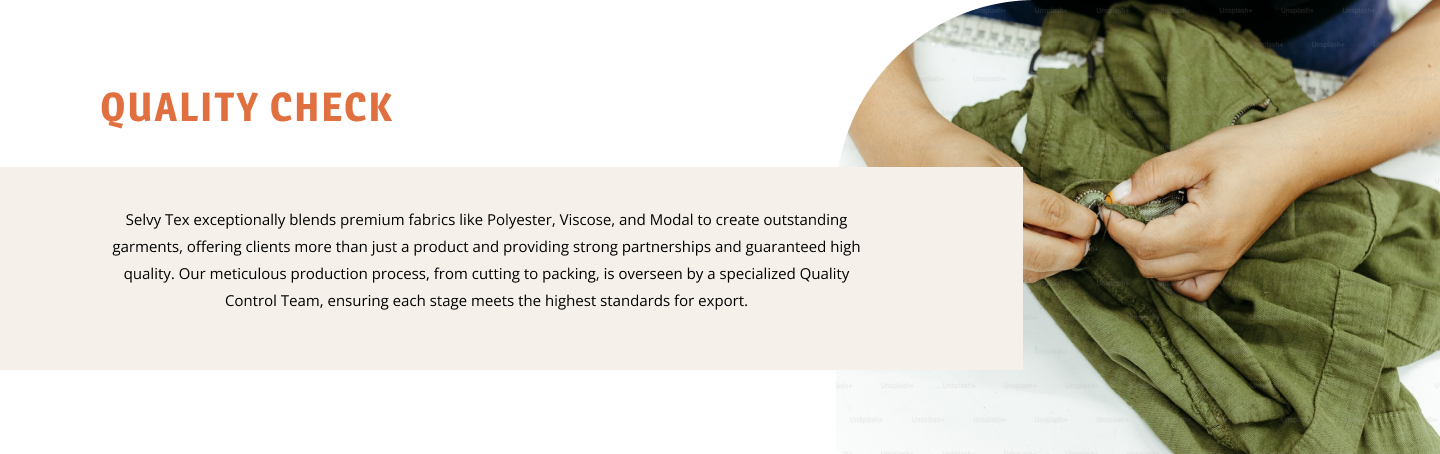 QUALITY CHECK
Selvy Tex exceptionally blends premium fabrics like Polyester, Viscose, and Modal to create outstanding
garments, offering clients more than just a product and providing strong partnerships and guaranteed high
quality. Our meticulous production process, from cutting to packing, is overseen by a specialized Quality
Control Team, ensuring each stage meets the highest standards for export.